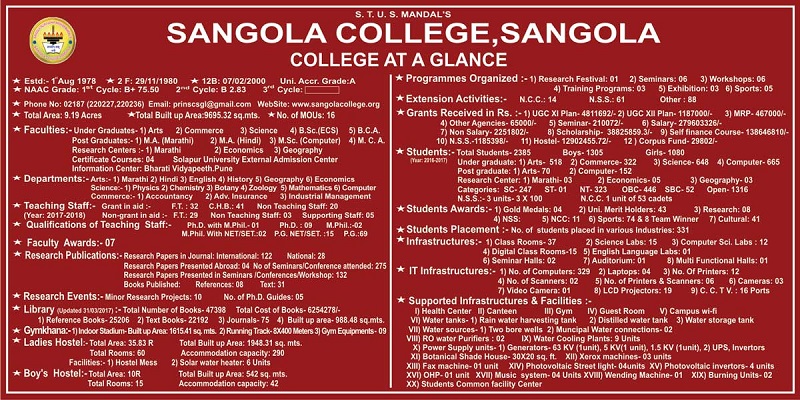 S. T. U. S. MANDAL'S
SANGOLA COLLEGE,SANGOLA
COLLEGE AT A GLANCE
★ Estd:- 1st Aug 1978 ★ 2 F: 29/11/1980 ★ 12B: 07/02/2000 Uni. Accr. Grade:A
★ NAAC Grade: 1st Cycle: B+ 75.50 2nd Cycle: B 2.83 3rd Cycle:
★ Phone No: 02187 (220227,220236) Email: prinscsgl@gmail.com WebSite: www.sangolacollege.org
★ Total Area: 9.19 Acres ★Total Built up Area:9695.32 sq.mts. ★ No. of MOUs: 16
★ Faculties:- Under Graduates- 1) Arts 2) Commerce 3) Science 4) B.Sc.(ECS) 5) B.C.A.
Post Graduates:- 1) M.A. (Marathi) 2) M.A. (Hindi) 3) M.Sc. (Computer) 4) M. C. A.
Research Centers :- 1) Marathi 2) Economics 3) Geography
Certificate Courses: 04 Solapur University External Admission Center
Information Center: Bharati Vidyapeeth.Pune
★ Departments:- Arts:- 1) Marathi 2) Hindi 3) English 4) History 5) Geography 6) Economics
Science:- 1) Physics 2) Chemistry 3) Botany 4) Zoology 5) Mathematics 6) Computer
Commerce:- 1) Accountancy 2) Adv. Insurance 3) Industrial Management
★ Teaching Staff:- Grant in aid :- F.T. : 32 C.H.B.: 41 Non Teaching Staff: 20
(Year: 2017-2018) Non-grant in aid :- F.T : 29 Non Teaching Staff: 03 Supporting Staff: 05
★ Qualifications of Teaching Staff:- Ph.D. with M.Phil.- 01 Ph.D. : 09 M.Phil.: -02
M.Phil. With NET/SET.:02 P.G. NET/SET. :15 P.G.:69
★ Faculty Awards:- 07
★ Research Publications:- Research Papers in Journal: International: 122 National: 28
Research Papers Presented Abroad: 04 No of Seminars/Conference attended: 275
Research Papers Presented in Seminars /Conferences/Workshop: 132
Books Published: References: 08 Text: 31
★ Research Events:- Minor Research Projects: 10 No. of Ph.D. Guides: 05
★ Library (Updated 31/03/2017):- Total Number of Books- 47398 Total Cost of Books- 6254278/-
1) Reference Books- 25206 2) Text Books- 22192 3) Journals- 75 4) Built up area- 988.48 sq.mts.
★ Gymkhana:- 1) Indoor Stadium- Built up Area: 1615.41 sq. mts. 2) Running Track- 8X400 Meters 3) Gym Equipments - 09
★ Ladies Hostel:- Total Area: 35.83 R Total Built up Area: 1948.31 sq. mts.
Total Rooms: 60 Accommodation capacity: 290
Facilities:- 1) Hostel Mess 2) Solar water heater: 6 Units
★ Boy's Hostel:- Total Area: 10R Total Built up Area: 542 sq. mts.
Total Rooms: 15 Accommodation capacity: 42
★ Programmes Organized :- 1) Research Festival: 01 2) Seminars: 06 3) Workshops: 06
4) Training Programs: 03 5) Exhibition: 03 6) Sports: 05
★ Extension Activities:- N.C.C.: 14 N.S.S.: 61 Other : 88
★ Grants Received in Rs. :- 1) UGC XI Plan- 4811692/- 2) UGC XII Plan- 1187000/- 3) MRP- 467000/-
4) Other Agencies- 65000/- 5) Seminar- 210072/- 6) Salary- 279603326/-
7) Non Salary- 2251802/- 8) Scholarship- 38825859.3/- 9) Self finance Course- 138646810/-
10) N.S.S-1185398/- 11) Hostel-12902455.72/- 12 ) Corpus Fund- 29802/-
★ Students:- Total Students- 2385 Boys- 1305 Girls- 1080
(Year: 2016-2017) Under graduate: 1) Arts- 518 2) Commerce- 322 3) Science- 648 4) Computer- 665
Post graduate: 1) Arts- 70 2) Computer- 152
Research Center: 1) Marathi- 03 2) Economics - 05 3) Geography- 03
Categories: SC- 247 ST- 01 NT- 323 OBC- 446 SBC- 52 Open- 1316
N.S.S.:- 3 units- 3 X 100 N.C.C. 1 unit of 53 cadets
★ Students Awards:- 1) Gold Medals: 04 2) Uni. Merit Holders: 43 3) Research: 08
4) NSS: 5) NCC: 11 6) Sports: 74 & 8 Team Winner 7) Cultural: 41
★ Students Placement :- No. of students placed in various Industries: 331
★ Infrastructures:- 1) Class Rooms- 37 2) Science Labs: 15 3) Computer Sci. Labs : 12
4) Digital Class Rooms-15 5) English Language Labs: 01
6) Seminar Halls: 02 7) Auditorium: 01 8) Multi Functional Halls: 01
★ IT Infrastructures:- 1) No. of Computers: 329 2) Laptops: 04 3) No. Of Printers: 12
4) No. of Scanners: 02 5) No. of Printers & Scanners: 06 6) Cameras: 03
7) Video Camera: 01 8) LCD Projectors: 19 9) C. C. T. V. : 16 Ports
★ Supported Infrastructures & Facilities :-
I) Health Center II) Canteen III) Gym IV) Guest Room V) Campus wi-fi
VI) Water tanks- 1) Rain water harvesting tank 2) Distilled water tank 3) Water storage tank
VII) Water sources- 1) Two bore wells 2) Muncipal Water connections- 02
VIII) RO water Purifiers : 02 IX) Water Cooling Plants: 9 Units
X) Power Supply units- 1) Generators- 63 KV (1unit), 5 KV(1 unit), 1.5 KV (1unit), 2) UPS, Invertors
XI) Botanical Shade House- 30X20 sq. ft. XII) Xerox machines- 03 units
XIII) Fax machine- 01 unit XIV) Photovoltaic Street light- 04units XV) Photovoltaic invertors- 4 units
XVI) OHP- 01 unit XVII) Music system- 04 Units XVIII) Wending Machine- 01 XIX) Burning Units- 02
XX) Students Common facility Center